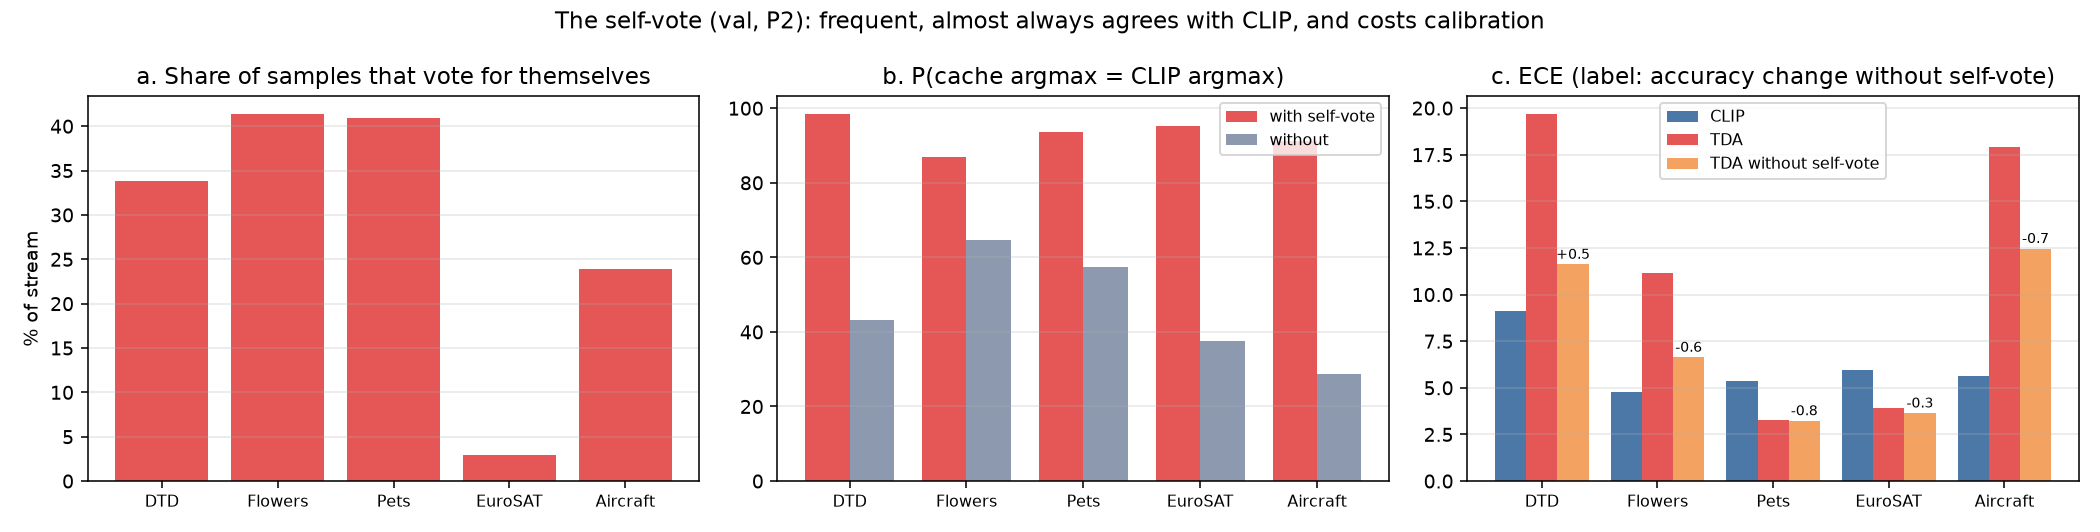 The self-vote (val, P2): frequent, almost always agrees with CLIP, and costs calibration
a. Share of samples that vote for themselves
% of stream
40
35
30
25
20
15
10
5
0
DTD Flowers Pets EuroSAT Aircraft
b. P(cache argmax = CLIP argmax)
with self-vote
without
100
80
60
40
20
0
DTD Flowers Pets EuroSAT Aircraft
c. ECE (label: accuracy change without self-vote)
CLIP
TDA
TDA without self-vote
20.0
17.5
15.0
12.5
10.0
7.5
5.0
2.5
0.0
+0.5
-0.6
-0.8
-0.3
-0.7
DTD Flowers Pets EuroSAT Aircraft